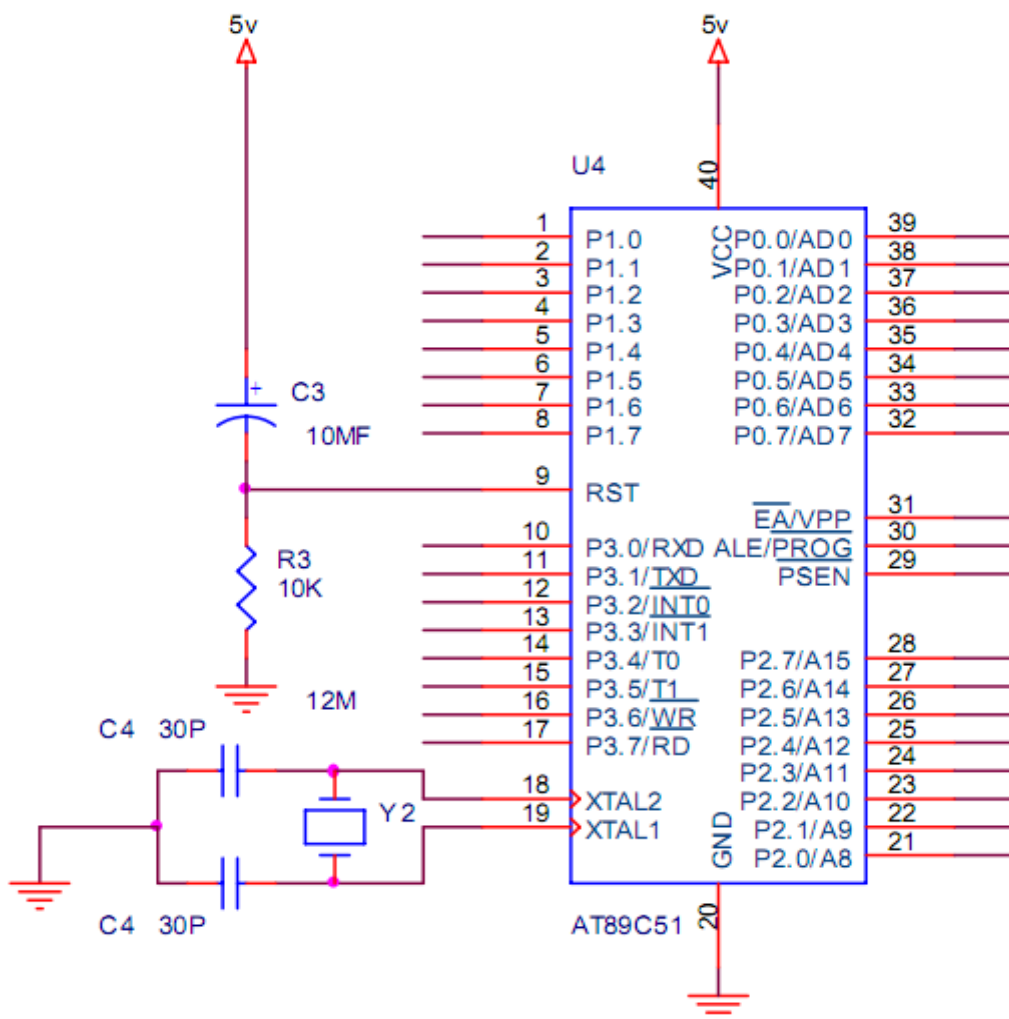 5v
5v
U4
40
VCC
1 P1.0
2 P1.1
3 P1.2
4 P1.3
5 P1.4
6 P1.5
7 P1.6
8 P1.7
9 RST
10 P3.0/RXD
11 P3.1/TXD
12 P3.2/INT0
13 P3.3/INT1
14 P3.4/T0
15 P3.5/T1
16 P3.6/WR
17 P3.7/RD
18 XTAL2
19 XTAL1
P0.0/AD0 39
P0.1/AD1 38
P0.2/AD2 37
P0.3/AD3 36
P0.4/AD4 35
P0.5/AD5 34
P0.6/AD6 33
P0.7/AD7 32
EA/VPP 31
ALE/PROG 30
PSEN 29
P2.7/A15 28
P2.6/A14 27
P2.5/A13 26
P2.4/A12 25
P2.3/A11 24
P2.2/A10 23
P2.1/A9 22
P2.0/A8 21
GND
20
AT89C51
+
C3
10MF
R3
10K
12M
C4 30P
Y2
C4 30P